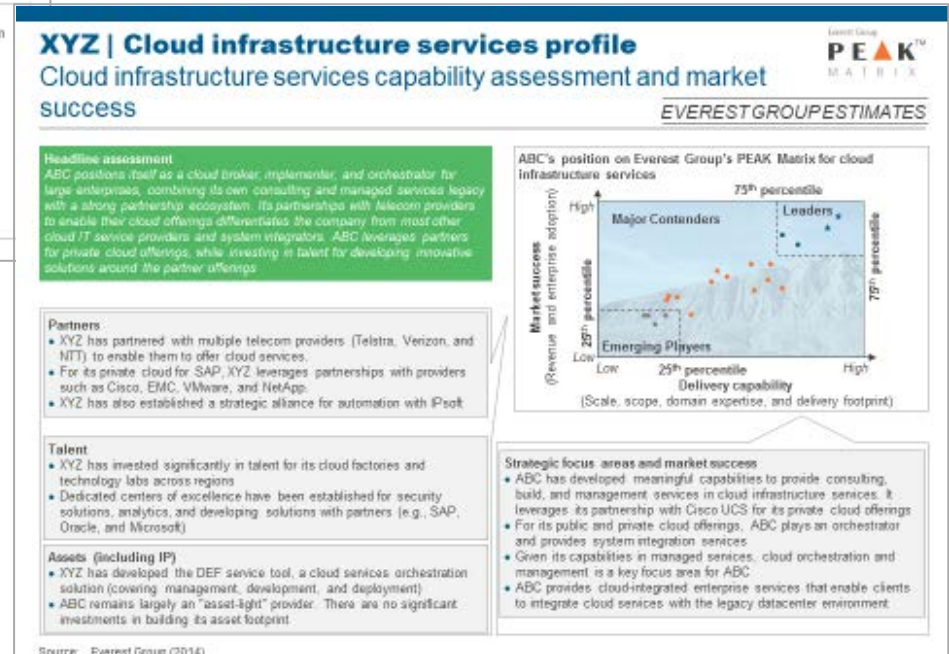 XYZ | Cloud infrastructure services profile
Cloud infrastructure services capability assessment and market
success
Everest Group
PEAK™
MATRIX
EVEREST GROUP ESTIMATES
Headline assessment
ABC positions itself as a cloud broker, implementer, and orchestrator for
large enterprises, combining its own consulting and managed services legacy
with a strong partnership ecosystem. Its partnerships with telecom providers
to enable their cloud offerings differentiates the company from most other
cloud IT service providers and system integrators. ABC leverages partners
for private cloud offerings, while investing in talent for developing innovative
solutions around the partner offerings
Partners
• XYZ has partnered with multiple telecom providers (Telstra, Verizon, and
NTT) to enable them to offer cloud services.
• For its private cloud for SAP, XYZ leverages partnerships with providers
such as Cisco, EMC, VMware, and NetApp.
• XYZ has also established a strategic alliance for automation with IPsoft
Talent
• XYZ has invested significantly in talent for its cloud factories and
technology labs across regions
• Dedicated centers of excellence have been established for security
solutions, analytics, and developing solutions with partners (e.g., SAP,
Oracle, and Microsoft)
Assets (including IP)
• XYZ has developed the DEF service tool, a cloud services orchestration
solution (covering management, development, and deployment)
• ABC remains largely an "asset-light" provider. There are no significant
investments in building its asset footprint
ABC's position on Everest Group's PEAK Matrix for cloud
infrastructure services
75th percentile
High
Major Contenders
Leaders
75th percentile
Market success
(Revenue and enterprise adoption)
25th percentile
Emerging Players
Low
Low
25th percentile
High
Delivery capability
(Scale, scope, domain expertise, and delivery footprint)
Strategic focus areas and market success
• ABC has developed meaningful capabilities to provide consulting,
build, and management services in cloud infrastructure services. It
leverages its partnership with Cisco UCS for its private cloud offerings
• For its public and private cloud offerings, ABC plays an orchestrator
and provides system integration services
• Given its capabilities in managed services, cloud orchestration and
management is a key focus area for ABC
• ABC provides cloud-integrated enterprise services that enable clients
to integrate cloud services with the legacy datacenter environment
Source: Everest Group (2014)